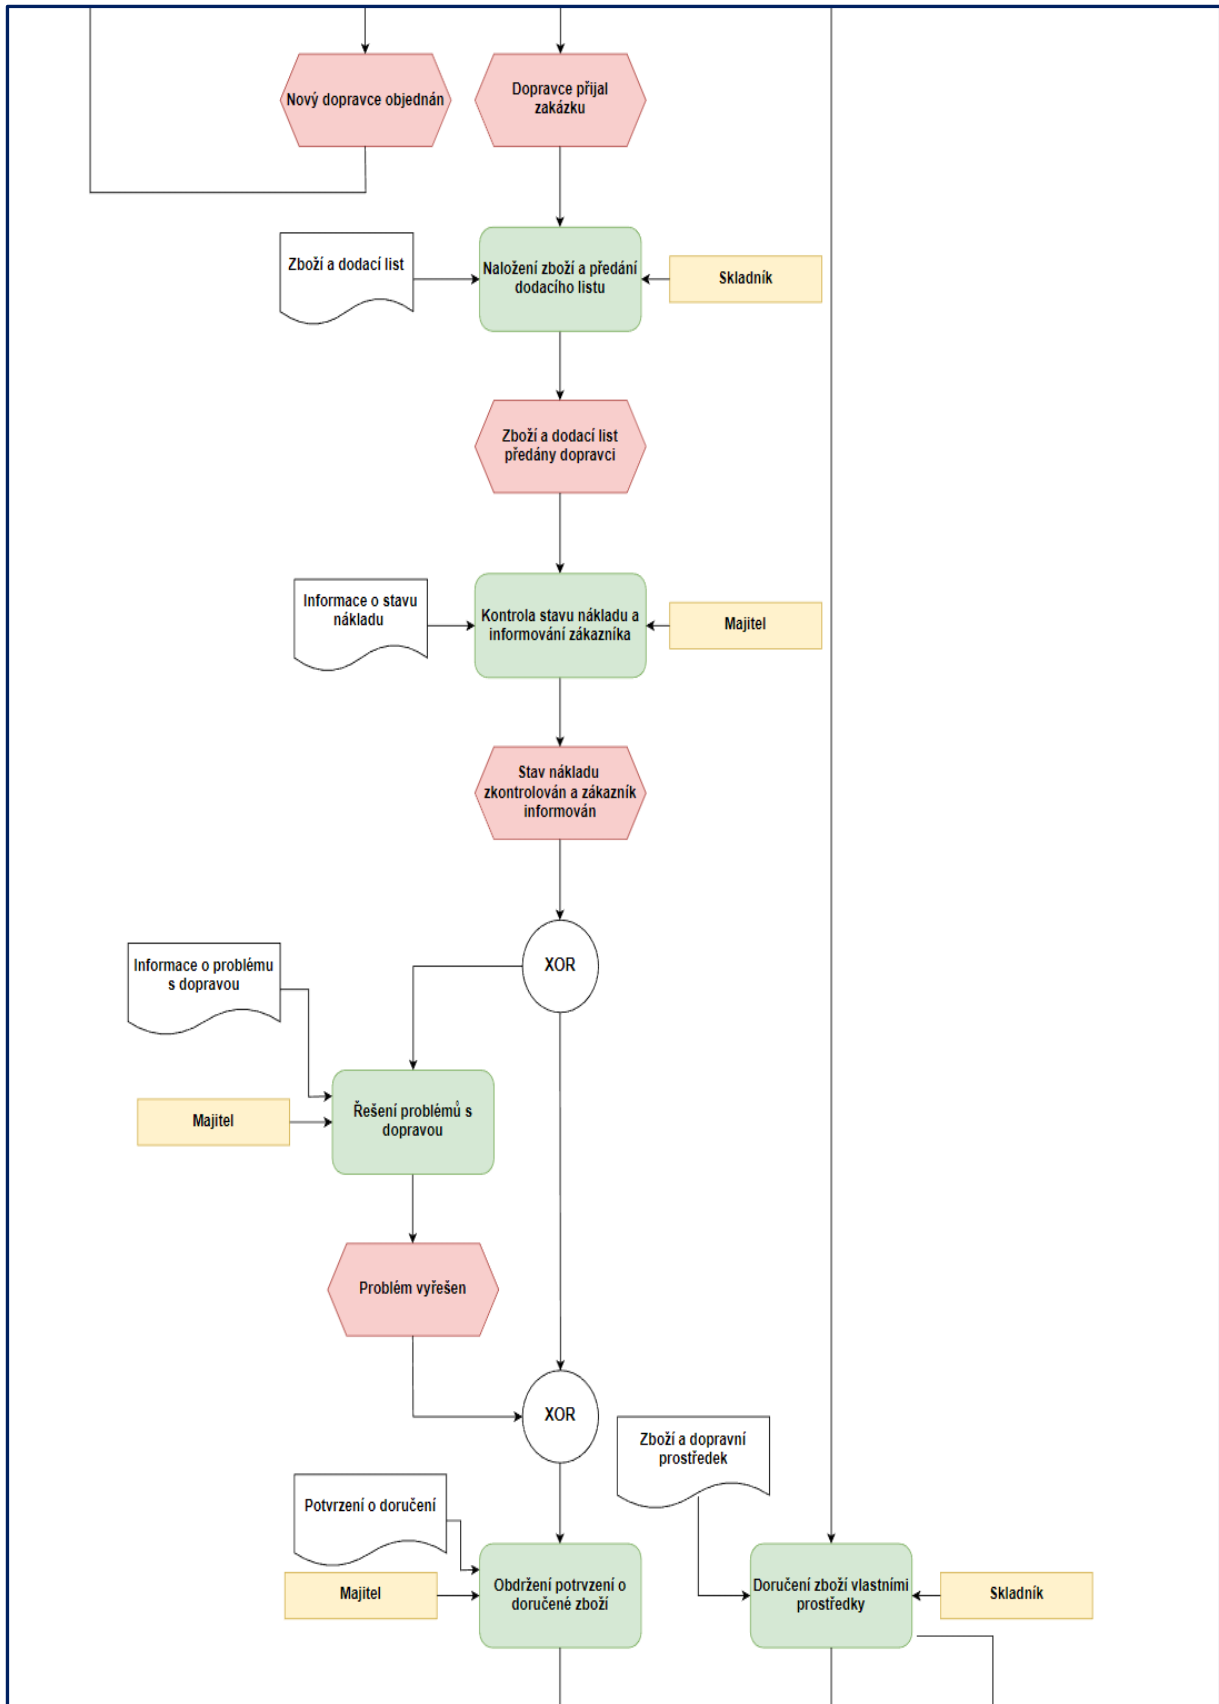 Nový dopravce objednán
Dopravce přijal
zakázku
Zboží a dodací list
Naložení zboží a předání
dodacího listu
Skladník
Zboží a dodací list
předány dopravci
Informace o stavu
nákladu
Kontrola stavu nákladu a
informování zákazníka
Majitel
Stav nákladu
zkontrolován a zákazník
informován
XOR
Informace o problému
s dopravou
Majitel
Řešení problémů s
dopravou
Problém vyřešen
XOR
Zboží a dopravní
prostředek
Potvrzení o doručení
Majitel
Obdržení potvrzení o
doručené zboží
Doručení zboží vlastními
prostředky
Skladník